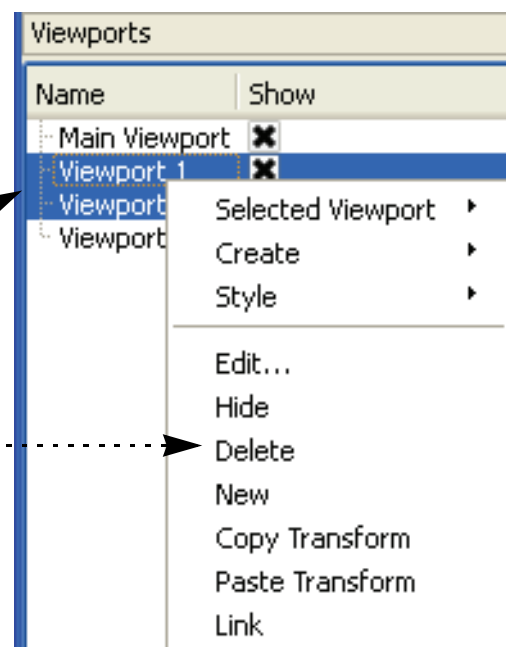 Viewports
Name Show
Main Viewport
Viewport 1
Viewport
Viewport
Selected Viewport
Create
Style
Edit...
Hide
Delete
New
Copy Transform
Paste Transform
Link